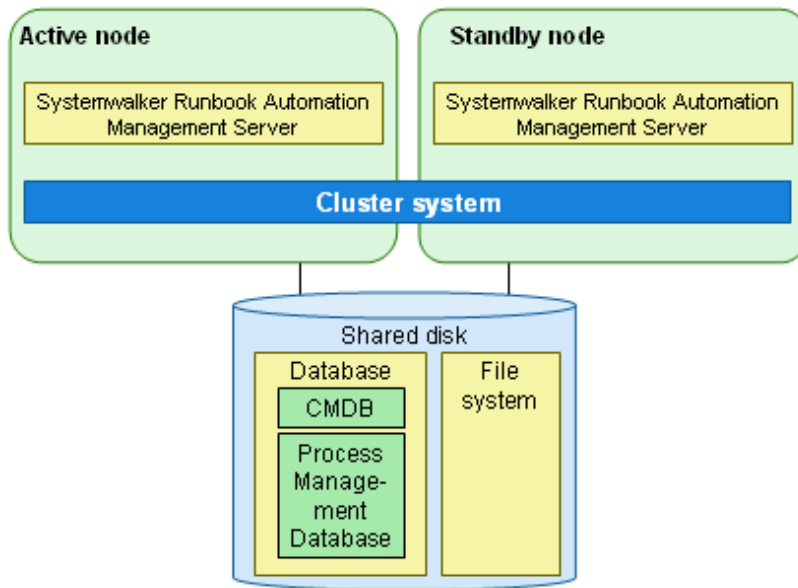 Active node
Standby node
Systemwalker Runbook Automation
Management Server
Systemwalker Runbook Automation
Management Server
Cluster system
Shared disk
Database
CMDB
Process
Manage-
ment
Database
File
system